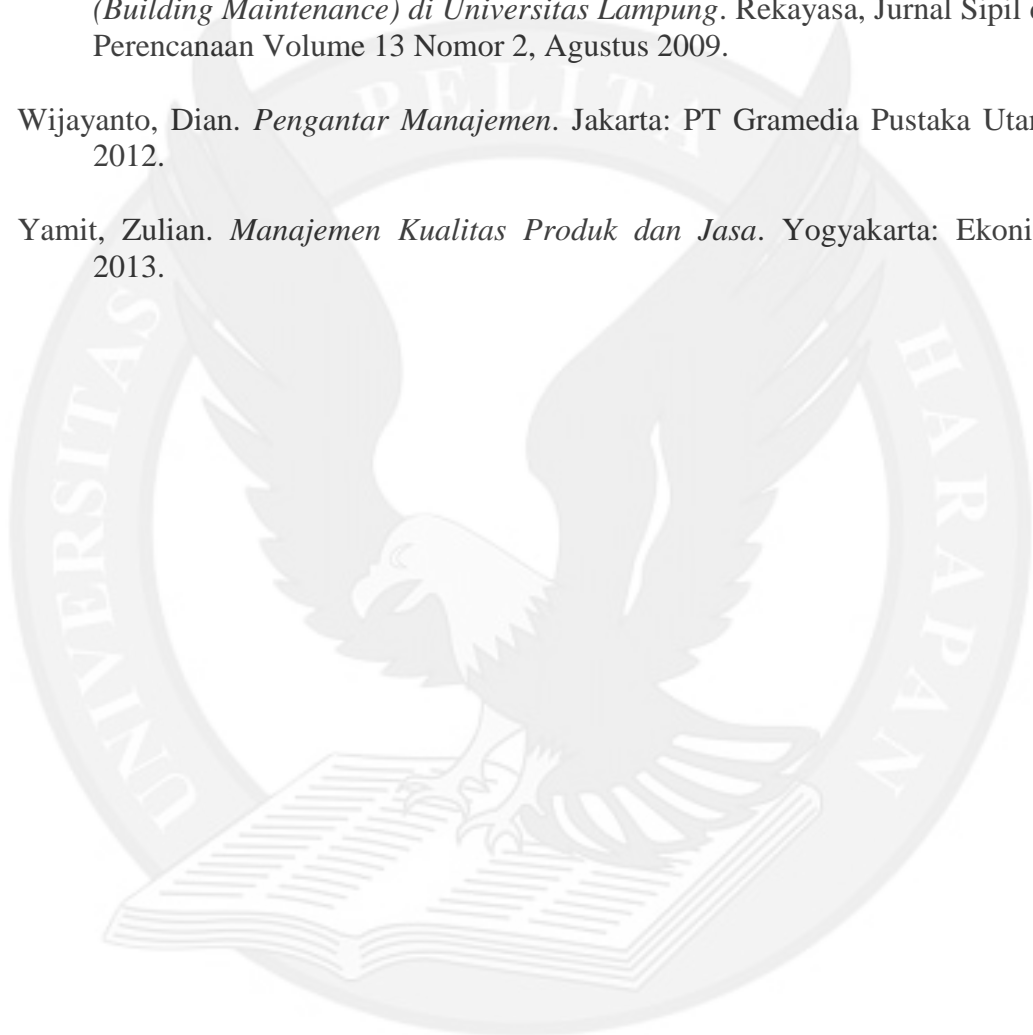 (Building Maintenance) di Universitas Lampung. Rekayasa, Jurnal Sipil
Perencanaan Volume 13 Nomor 2, Agustus 2009.
Wijayanto, Dian. Pengantar Manajemen. Jakarta: PT Gramedia Pustaka
2012.
Yamit, Zulian. Manajemen Kualitas Produk dan Jasa. Yogyakarta:
2013.
UNIVERSITAS PELITA HARAPAN